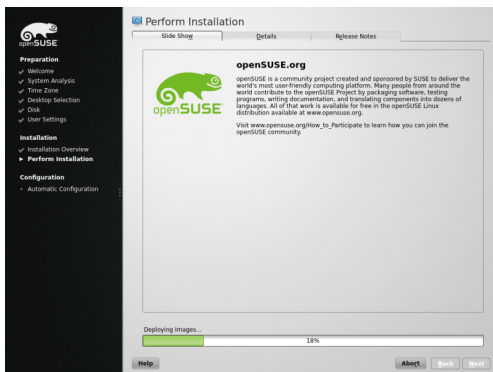 openSUSE
Preparation
Welcome
System Analysis
Time Zone
Desktop Selection
Disk
User Settings
Installation
Installation Overview
Perform Installation
Configuration
Automatic Configuration
Perform Installation
Slide Show
Details
Release Notes
openSUSE
openSUSE.org
openSUSE is a community project created and sponsored by SUSE to deliver the
world's most user-friendly computing platform. Many people from around the
world contribute to the openSUSE Project by packaging software, testing
programs, writing documentation, and translating components into dozens of
languages. All of that work is available for free in the openSUSE Linux
distribution available at www.opensuse.org.
Visit www.opensuse.org/How_to_Participate to learn how you can join the
openSUSE community.
Deploying Images...
18%
Help
Abort
Back
Next